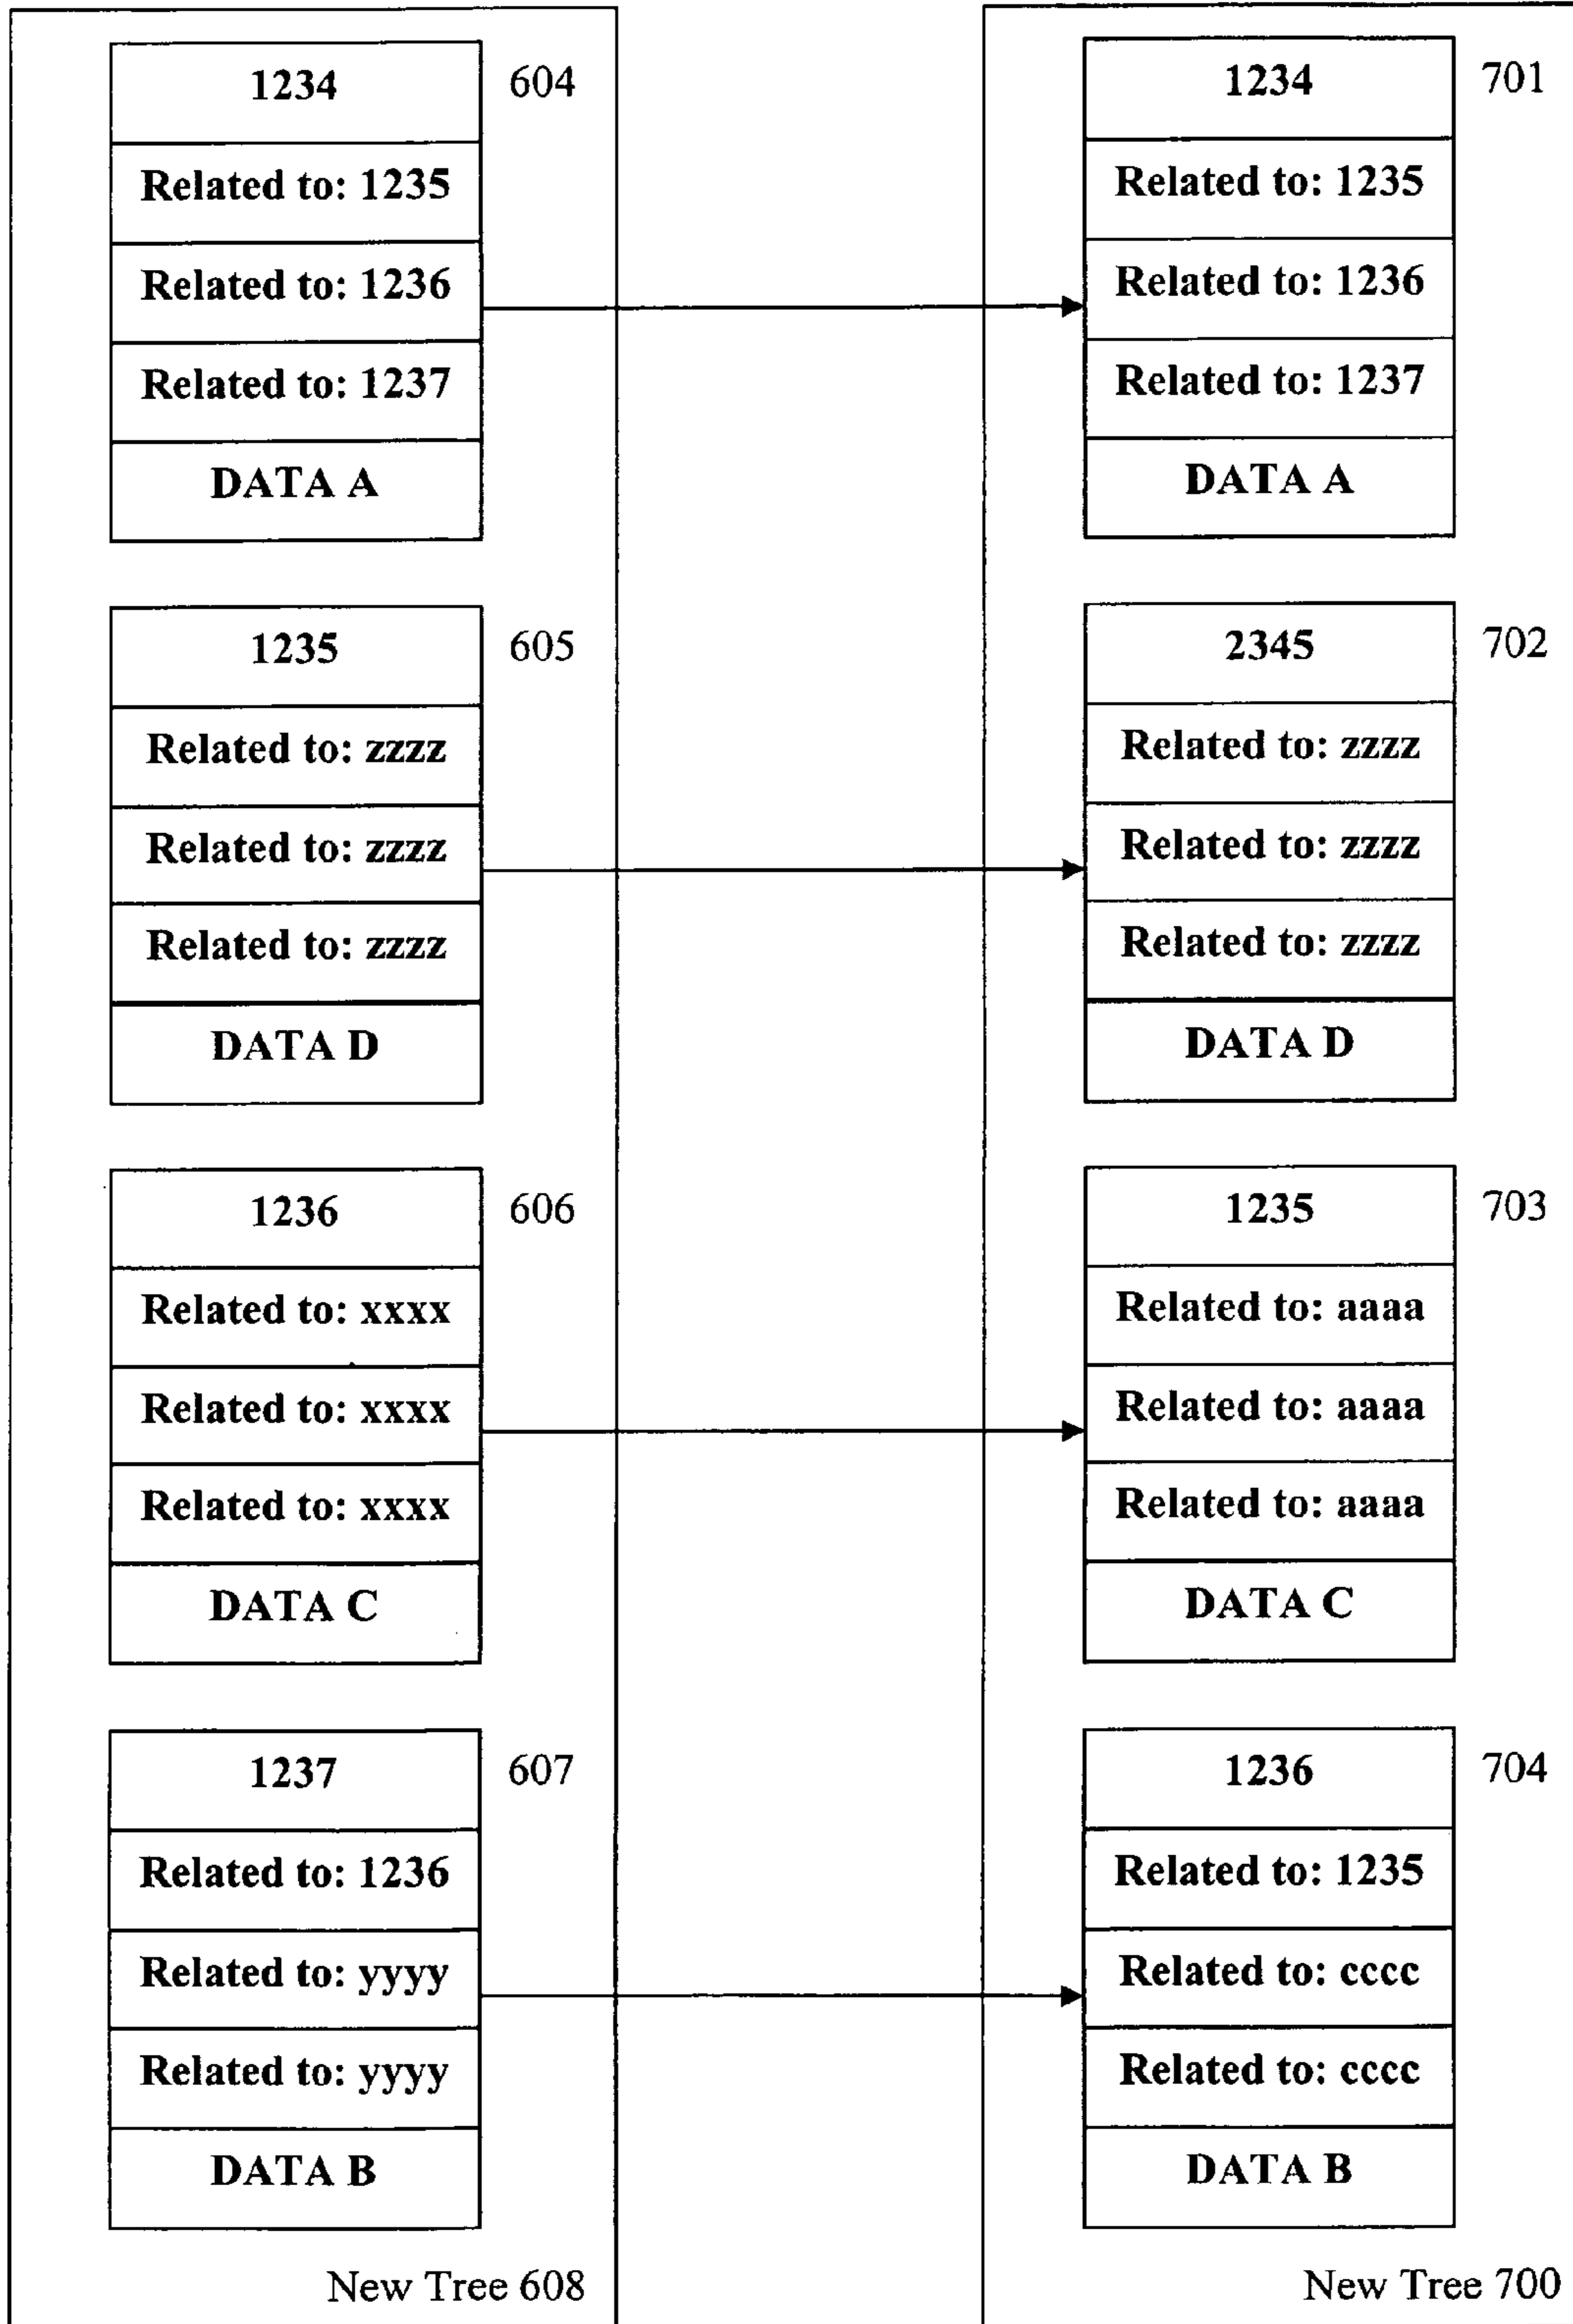 1234
604
Related to: 1235
Related to: 1236
Related to: 1237
DATA A
1235
605
Related to: zzzz
Related to: zzzz
Related to: zzzz
DATA D
1236
606
Related to: xxxx
Related to: xxxx
Related to: xxxx
DATA C
1237
607
Related to: 1236
Related to: yyyy
Related to: yyyy
DATA B
New Tree 608
1234
701
Related to: 1235
Related to: 1236
Related to: 1237
DATA A
2345
702
Related to: zzzz
Related to: zzzz
Related to: zzzz
DATA D
1235
703
Related to: aaaa
Related to: aaaa
Related to: aaaa
DATA C
1236
704
Related to: 1235
Related to: cccc
Related to: cccc
DATA B
New Tree 700